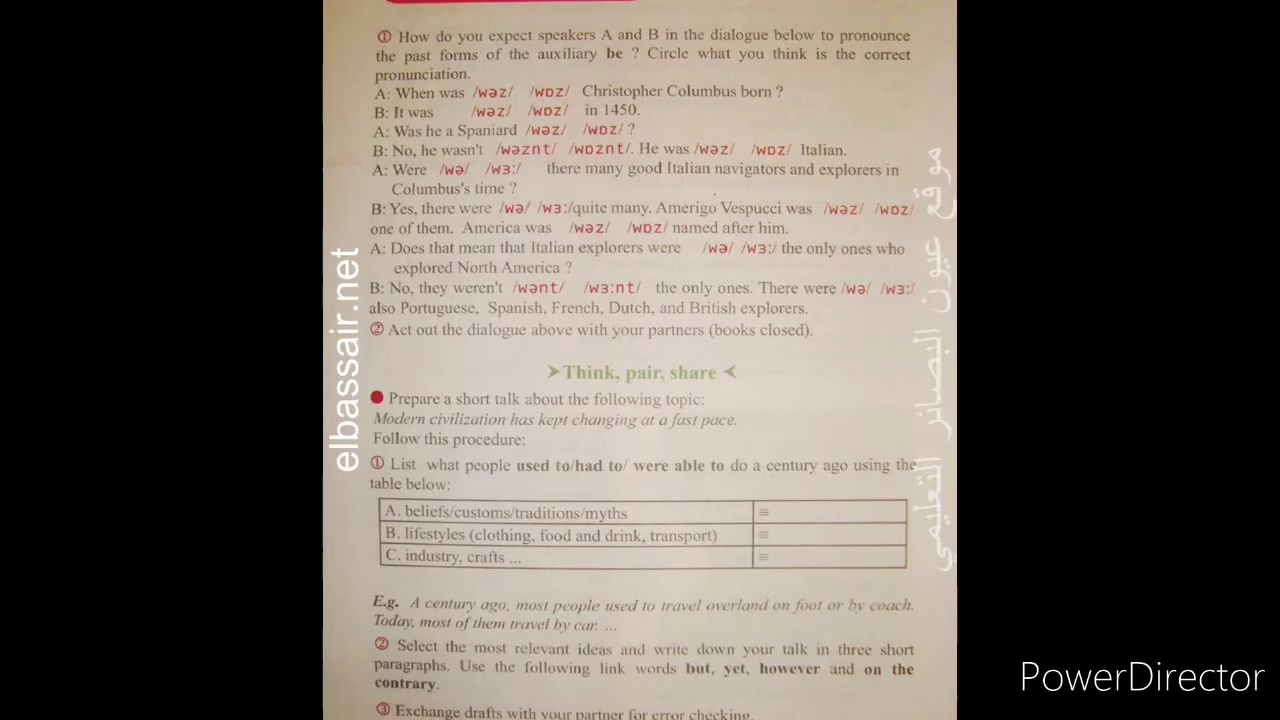 ① How do you expect speakers A and B in the dialogue below to pronounce
the past forms of the auxiliary be ? Circle what you think is the correct
pronunciation.
A: When was /wəz/ /wɒz/ Christopher Columbus born ?
B: It was /wəz/ /wɒz/ in 1450.
A: Was he a Spaniard /wəz/ /wɒz/ ?
B: No, he wasn't /wəznt/ /wɒznt/. He was /wəz/ /wɒz/ Italian.
A: Were /wə/ /wɜ:/ there many good Italian navigators and explorers in
Columbus's time ?
B: Yes, there were /wə/ /wɜ:/quite many. Amerigo Vespucci was /wəz/ /wɒz/
one of them. America was /wəz/ /wɒz/ named after him.
A: Does that mean that Italian explorers were /wə/ /wɜ:/ the only ones who
explored North America ?
B: No, they weren't /wənt/ /wɜ:nt/ the only ones. There were /wə/ /wɜ:/
also Portuguese, Spanish, French, Dutch, and British explorers.
② Act out the dialogue above with your partners (books closed).
Think, pair, share
Prepare a short talk about the following topic:
Modern civilization has kept changing at a fast pace.
Follow this procedure:
① List what people used to/had to/ were able to do a century ago using the
table below:
A. beliefs/customs/traditions/myths
B. lifestyles (clothing, food and drink, transport)
C. industry, crafts ...
E.g. A century ago, most people used to travel overland on foot or by coach.
Today, most of them travel by car. ...
② Select the most relevant ideas and write down your talk in three short
paragraphs. Use the following link words but, yet, however and on the
contrary.
③ Exchange drafts with your partner for error checking.
elbassair.net
موقع عيون البصائر التعليمي
PowerDirector